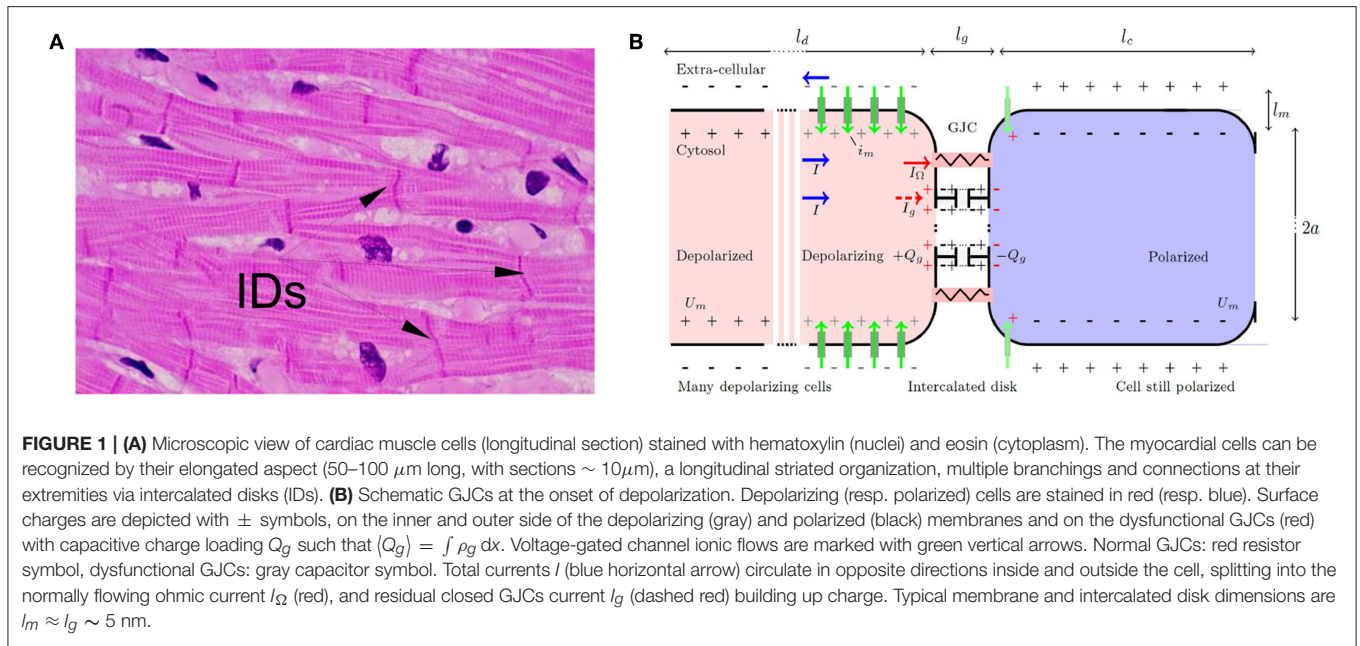 A
IDs
B
l_d l_g l_c
Extra-cellular
- - - - - - + + + + + + + + +
l_m
GJC
+ + + + + + + + + + - - - - - - - - -
Cytosol
i_m
I I_Ω
2a
I I_g
Depolarized Depolarizing +Q_g -Q_g Polarized
U_m U_m
+ + + + + + + + + + - - - - - - - - -
- - - - - - + + + + + + + + +
Many depolarizing cells Intercalated disk Cell still polarized
FIGURE 1 | (A) Microscopic view of cardiac muscle cells (longitudinal section) stained with hematoxylin (nuclei) and eosin (cytoplasm). The myocardial cells can be
recognized by their elongated aspect (50–100 μm long, with sections ∼ 10μm), a longitudinal striated organization, multiple branchings and connections at their
extremities via intercalated disks (IDs). (B) Schematic GJCs at the onset of depolarization. Depolarizing (resp. polarized) cells are stained in red (resp. blue). Surface
charges are depicted with ± symbols, on the inner and outer side of the depolarizing (gray) and polarized (black) membranes and on the dysfunctional GJCs (red)
with capacitive charge loading Q_g such that ⟨Q_g⟩ = ∫ ρ_g dx. Voltage-gated channel ionic flows are marked with green vertical arrows. Normal GJCs: red resistor
symbol, dysfunctional GJCs: gray capacitor symbol. Total currents I (blue horizontal arrow) circulate in opposite directions inside and outside the cell, splitting into the
normally flowing ohmic current I_Ω (red), and residual closed GJCs current I_g (dashed red) building up charge. Typical membrane and intercalated disk dimensions are
l_m ≈ l_g ∼ 5 nm.